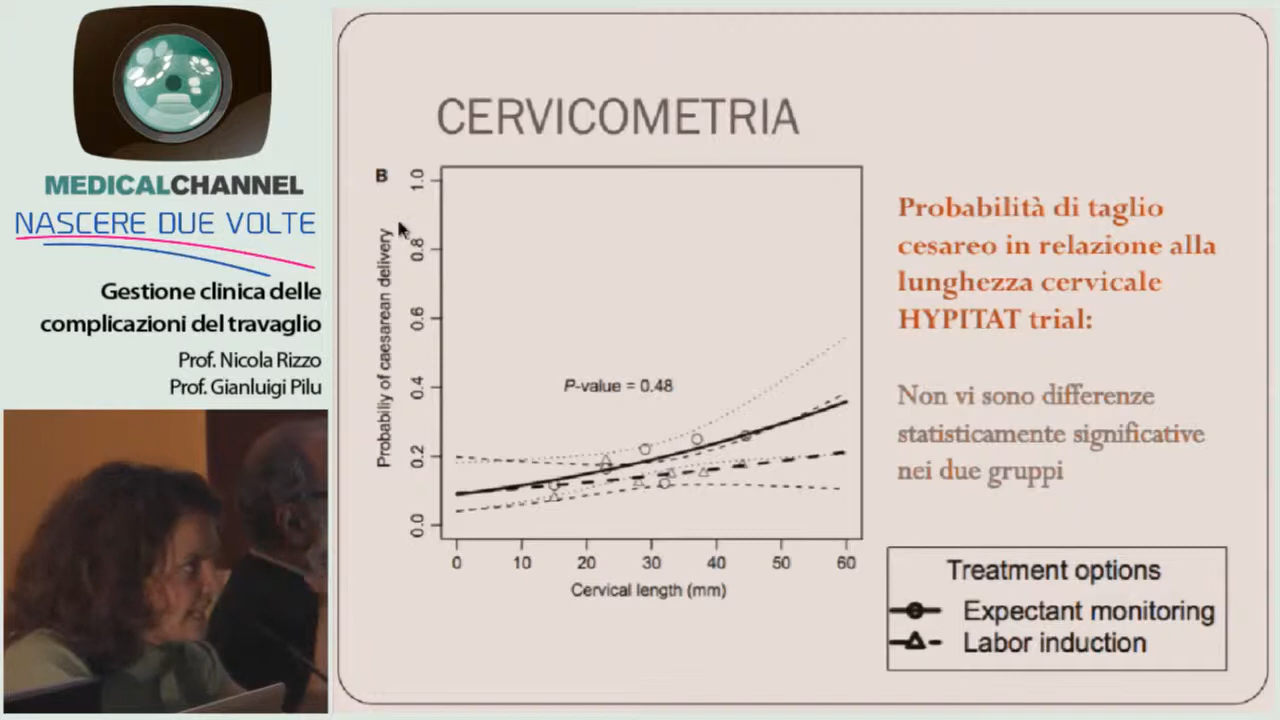 MEDICALCHANNEL
NASCERE DUE VOLTE
Gestione clinica delle
complicazioni del travaglio
Prof. Nicola Rizzo
Prof. Gianluigi Pilu
CERVICOMETRIA
B
Probabiliy of caesarean delivery
1.0
0.8
0.6
0.4
0.2
0.0
P-value = 0.48
0 10 20 30 40 50 60
Cervical length (mm)
Probabilità di taglio
cesareo in relazione alla
lunghezza cervicale
HYPITAT trial:
Non vi sono differenze
statisticamente significative
nei due gruppi
Treatment options
Expectant monitoring
Labor induction